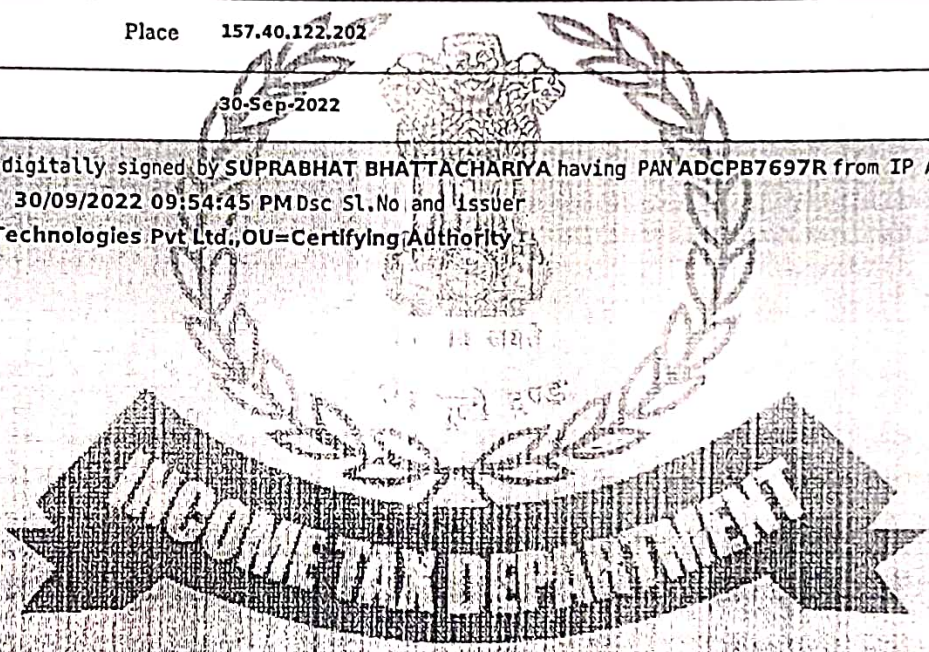 Place 157.40.122.202
30-Sep-2022
digitally signed by SUPRABHAT BHATTACHARIYA having PAN ADCPB7697R from IP
30/09/2022 09:54:45 PM Dsc Sl.No and issuer
Technologies Pvt Ltd.,OU=Certifying Authority
INCOME TAX DEPARTMENT